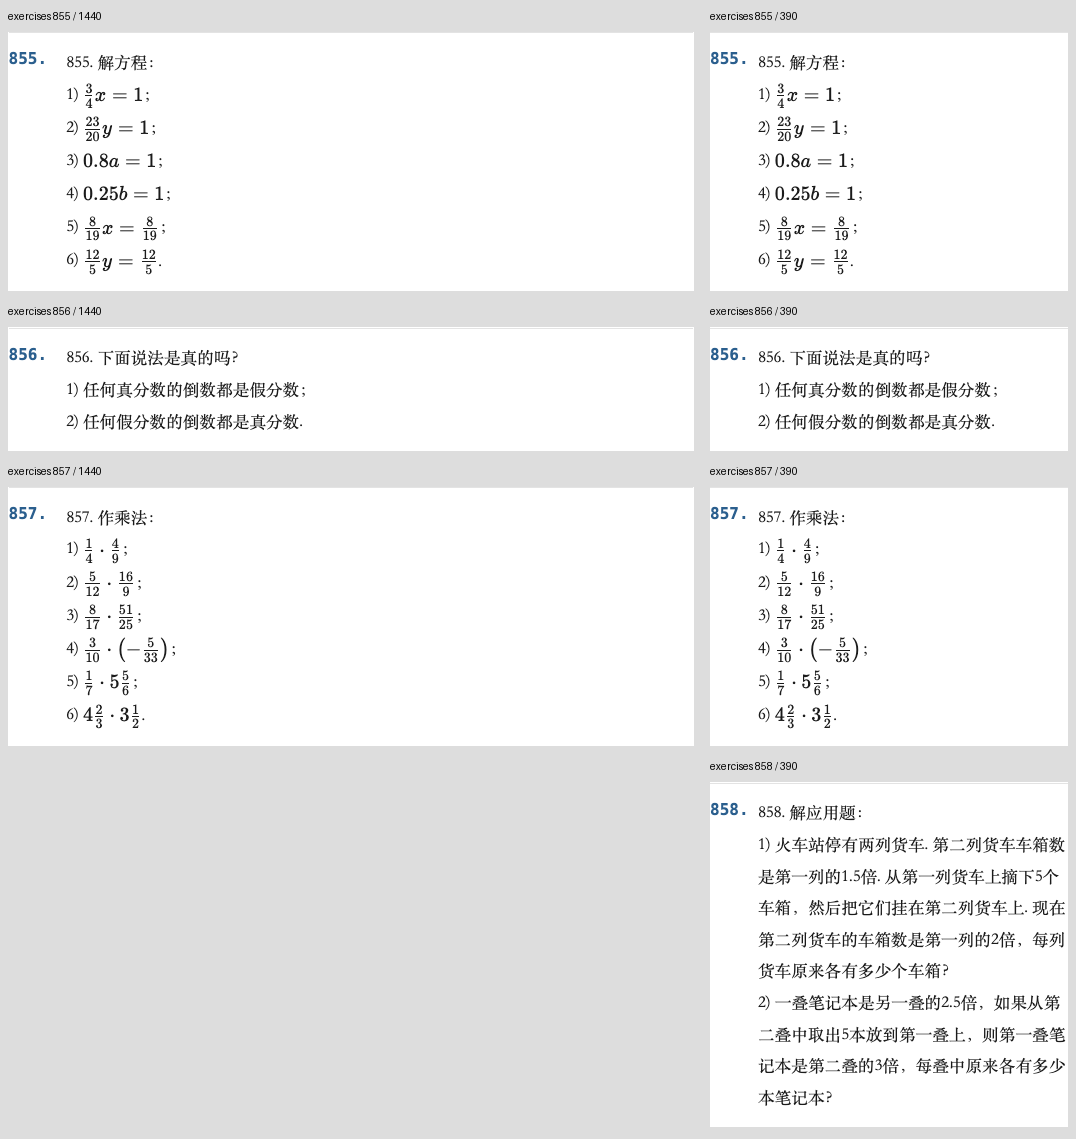 exercises855 / 1440
855. 855. 解方程：
1) 3/4 x = 1；
2) 23/20 y = 1；
3) 0.8a = 1；
4) 0.25b = 1；
5) 8/19 x = 8/19；
6) 12/5 y = 12/5.
exercises856 / 1440
856. 856. 下面说法是真的吗？
1) 任何真分数的倒数都是假分数；
2) 任何假分数的倒数都是真分数.
exercises857 / 1440
857. 857. 作乘法：
1) 1/4 · 4/9；
2) 5/12 · 16/9；
3) 8/17 · 51/25；
4) 3/10 · (−5/33)；
5) 1/7 · 5 5/6；
6) 4 2/3 · 3 1/2.
exercises855 / 390
855. 855. 解方程：
1) 3/4 x = 1；
2) 23/20 y = 1；
3) 0.8a = 1；
4) 0.25b = 1；
5) 8/19 x = 8/19；
6) 12/5 y = 12/5.
exercises856 / 390
856. 856. 下面说法是真的吗？
1) 任何真分数的倒数都是假分数；
2) 任何假分数的倒数都是真分数.
exercises857 / 390
857. 857. 作乘法：
1) 1/4 · 4/9；
2) 5/12 · 16/9；
3) 8/17 · 51/25；
4) 3/10 · (−5/33)；
5) 1/7 · 5 5/6；
6) 4 2/3 · 3 1/2.
exercises858 / 390
858. 858. 解应用题：
1) 火车站停有两列货车. 第二列货车车箱数
是第一列的1.5倍. 从第一列货车上摘下5个
车箱，然后把它们挂在第二列货车上. 现在
第二列货车的车箱数是第一列的2倍，每列
货车原来各有多少个车箱？
2) 一叠笔记本是另一叠的2.5倍，如果从第
二叠中取出5本放到第一叠上，则第一叠笔
记本是第二叠的3倍，每叠中原来各有多少
本笔记本？